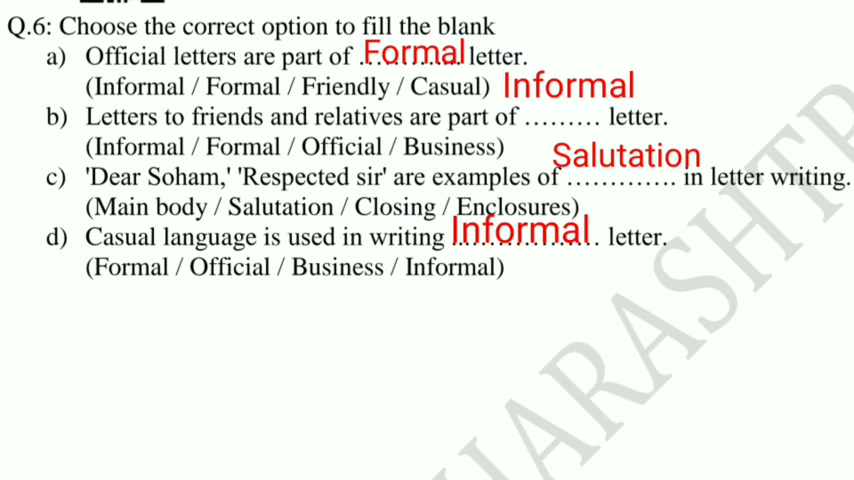 Q.6: Choose the correct option to fill the blank
a) Official letters are part of .Formal letter.
(Informal / Formal / Friendly / Casual) Informal
b) Letters to friends and relatives are part of ......... letter.
(Informal / Formal / Official / Business)
Salutation
c) 'Dear Soham,' 'Respected sir' are examples of ............. in letter writing.
(Main body / Salutation / Closing / Enclosures)
d) Casual language is used in writing Informal. letter.
(Formal / Official / Business / Informal)